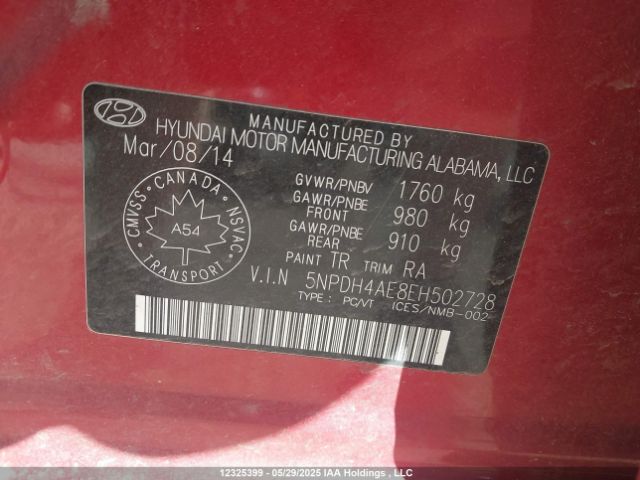 MANUFACTURED BY
HYUNDAI MOTOR MANUFACTURING ALABAMA, LLC
Mar/08/14
GVWR/PNBV 1760 kg
GAWR/PNBE FRONT 980 kg
GAWR/PNBE REAR 910 kg
PAINT TR TRIM RA
V.I.N 5NPDH4AE8EH502728
TYPE: PC/VT ICES/NMB-002
CMVSS • CANADA • NSVAC
A54
TRANSPORT
12325399 - 05/29/2025 IAA Holdings , LLC